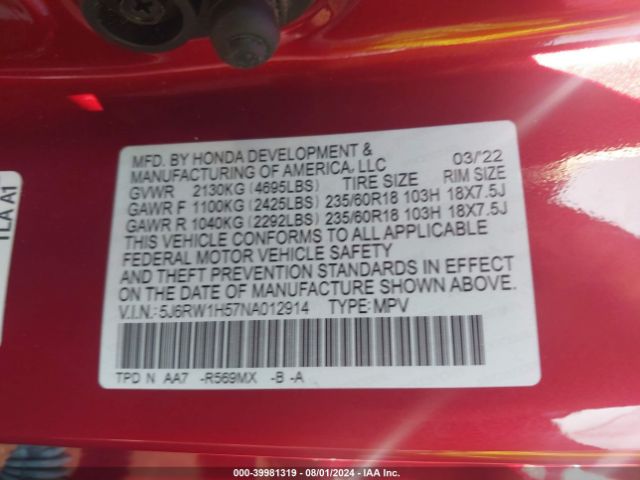 MFD. BY HONDA DEVELOPMENT &
MANUFACTURING OF AMERICA, LLC 03/'22
GVWR 2130KG (4695LBS) TIRE SIZE RIM SIZE
GAWR F 1100KG (2425LBS) 235/60R18 103H 18X7.5J
GAWR R 1040KG (2292LBS) 235/60R18 103H 18X7.5J
THIS VEHICLE CONFORMS TO ALL APPLICABLE
FEDERAL MOTOR VEHICLE SAFETY
AND THEFT PREVENTION STANDARDS IN EFFECT
ON THE DATE OF MANUFACTURE SHOWN ABOVE.
V.I.N.: 5J6RW1H57NA012914 TYPE: MPV
TPD N AA7 -R569MX -B -A
TLA A1
000-39981319 • 08/01/2024 • IAA Inc.